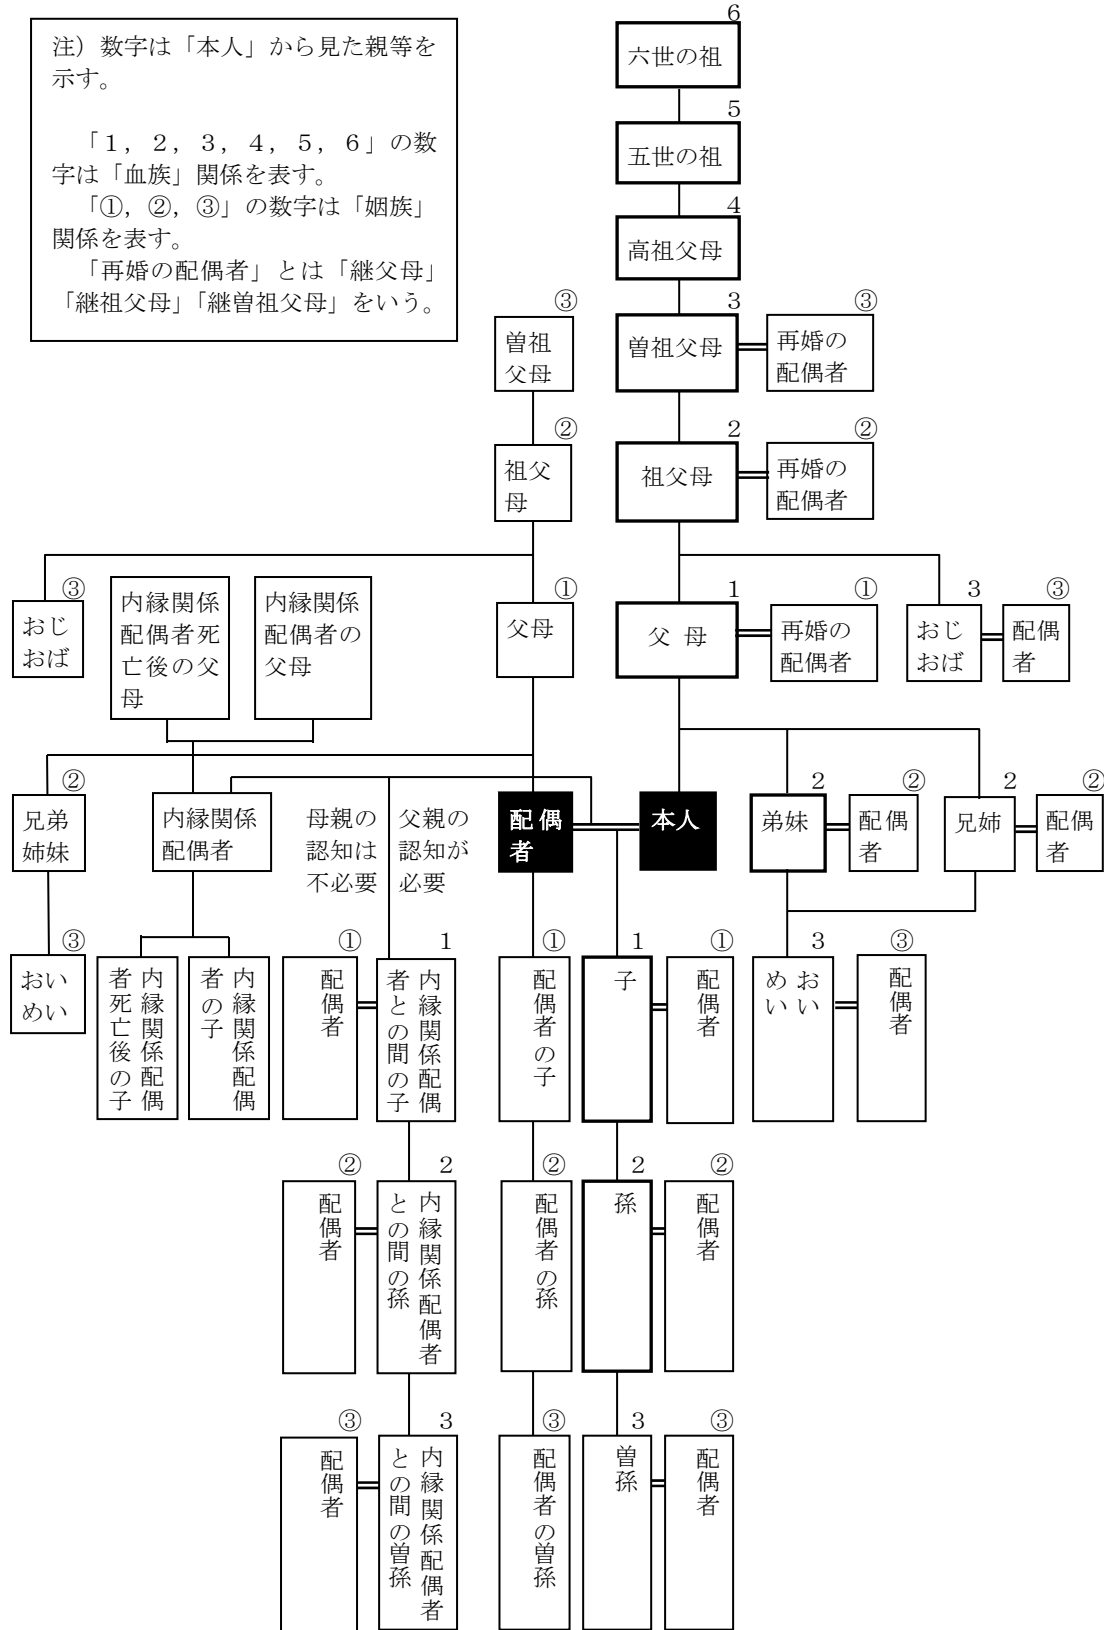 注）数字は「本人」から見た親等を
示す。
「１，２，３，４，５，６」の数
字は「血族」関係を表す。
「①，②，③」の数字は「姻族」
関係を表す。
「再婚の配偶者」とは「継父母」
「継祖父母」「継曽祖父母」をいう。
６
六世の祖
５
五世の祖
４
高祖父母
③
曽祖
父母
３
曽祖父母
③
再婚の
配偶者
②
祖父
母
２
祖父母
②
再婚の
配偶者
③
おじ
おば
内縁関係
配偶者死
亡後の父
母
内縁関係
配偶者の
父母
①
父母
１
父 母
①
再婚の
配偶者
３
おじ
おば
③
配偶
者
②
兄弟
姉妹
内縁関係
配偶者
母親の
認知は
不必要
父親の
認知が
必要
配偶
者
本人
２
弟妹
②
配偶
者
２
兄姉
②
配偶
者
③
おい
めい
内縁関係配偶
者死亡後の子
内縁関係配偶
者の子
①
配偶者
１
内縁関係配偶
者との間の子
①
配偶者の子
１
子
①
配偶者
３
おい
めい
③
配偶者
②
配偶者
２
内縁関係配偶者
との間の孫
②
配偶者の孫
２
孫
②
配偶者
③
配偶者
３
内縁関係配偶者
との間の曽孫
③
配偶者の曽孫
３
曽孫
③
配偶者